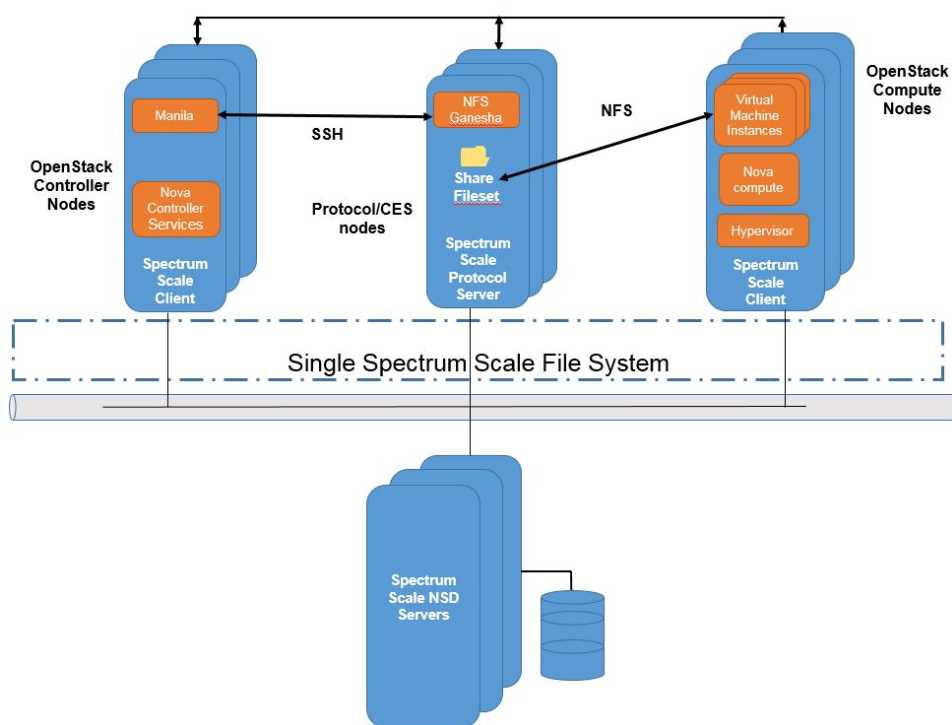 OpenStack
Controller
Nodes
Manila
Nova
Controller
Services
Spectrum
Scale
Client
SSH
Protocol/CES
nodes
NFS
Ganesha
Share
Fileset
Spectrum
Scale
Protocol
Server
NFS
Virtual
Machine
Instances
Nova
compute
Hypervisor
Spectrum
Scale
Client
OpenStack
Compute
Nodes
Single Spectrum Scale File System
Spectrum
Scale NSD
Servers